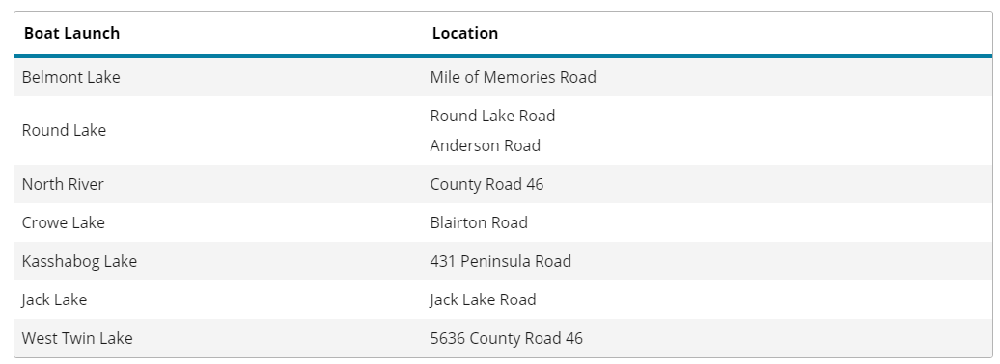 Boat Launch Location
Belmont Lake Mile of Memories Road
Round Lake Round Lake Road
Anderson Road
North River County Road 46
Crowe Lake Blairton Road
Kasshabog Lake 431 Peninsula Road
Jack Lake Jack Lake Road
West Twin Lake 5636 County Road 46